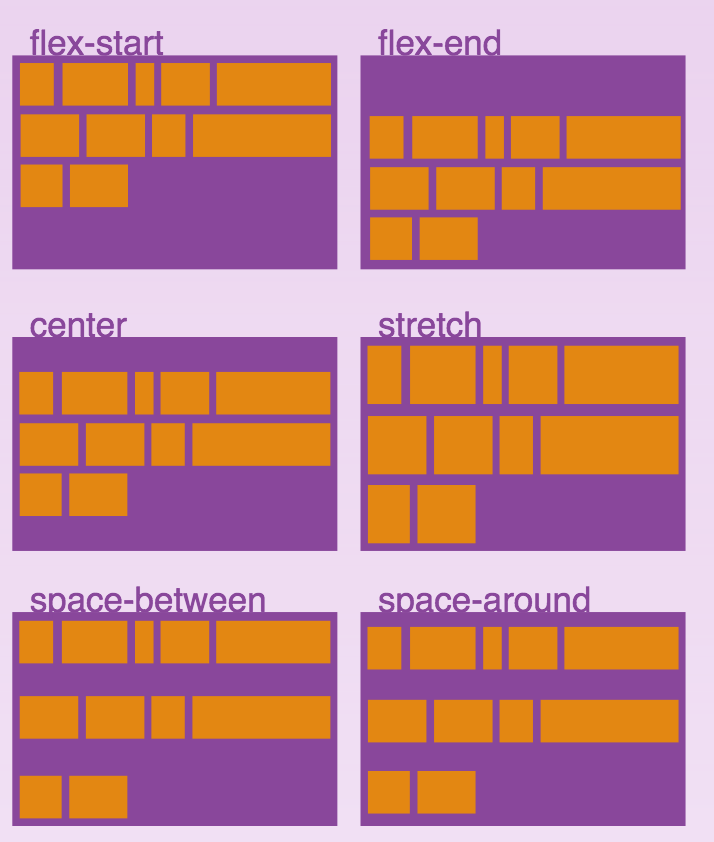 flex-start
flex-end
center
stretch
space-between
space-around